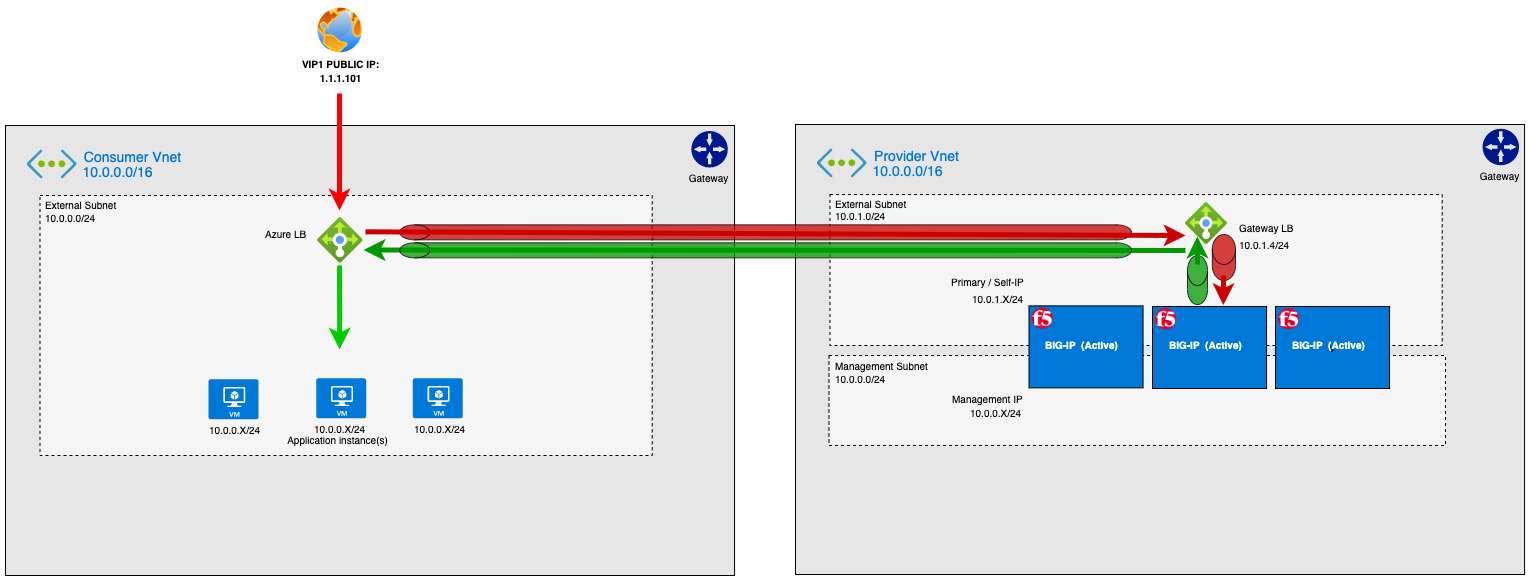 VIP1 PUBLIC IP:
1.1.1.101
Consumer Vnet
10.0.0.0/16
Gateway
External Subnet
10.0.0.0/24
Azure LB
VM
VM
VM
10.0.0.X/24
10.0.0.X/24
10.0.0.X/24
Application instance(s)
Provider Vnet
10.0.0.0/16
Gateway
External Subnet
10.0.1.0/24
Gateway LB
10.0.1.4/24
Primary / Self-IP
10.0.1.X/24
f5
f5
f5
BIG-IP (Active)
BIG-IP (Active)
BIG-IP (Active)
Management Subnet
10.0.0.0/24
Management IP
10.0.0.X/24